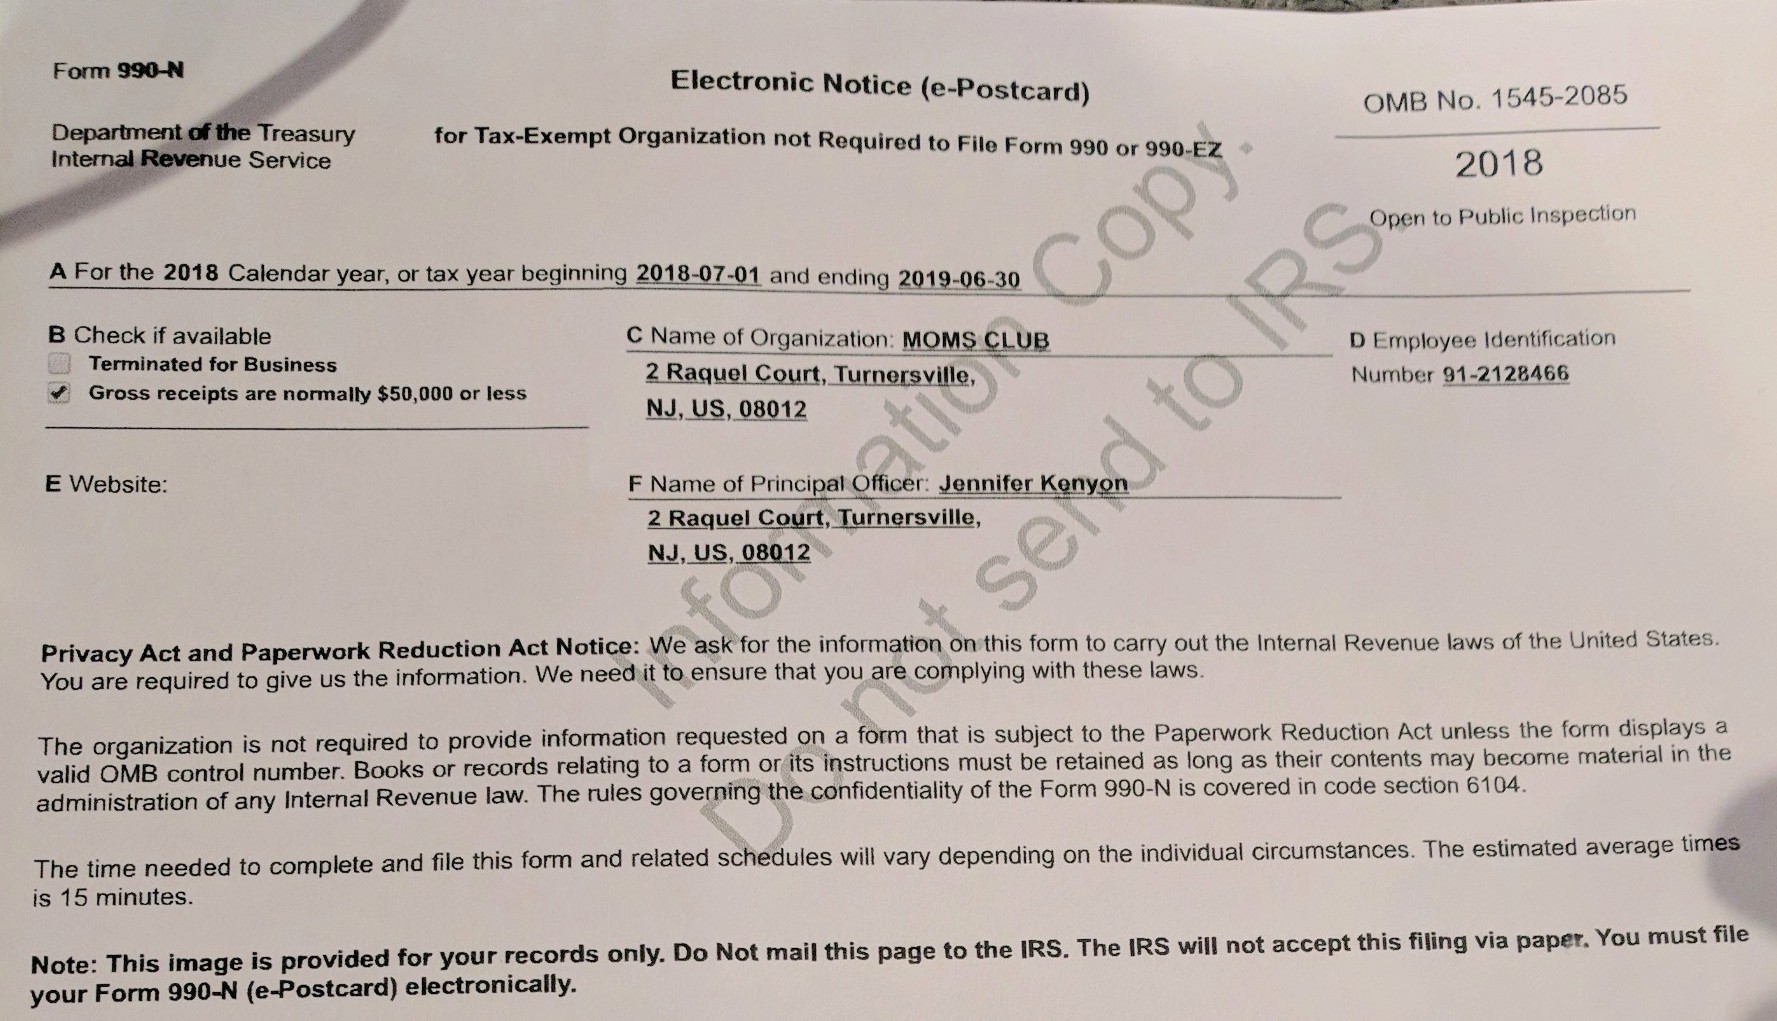 Form 990-N
Electronic Notice (e-Postcard)
OMB No. 1545-2085
Department of the Treasury
Internal Revenue Service
for Tax-Exempt Organization not Required to File Form 990 or 990-EZ
2018
Open to Public Inspection
A For the 2018 Calendar year, or tax year beginning 2018-07-01 and ending 2019-06-30
B Check if available
Terminated for Business
Gross receipts are normally $50,000 or less
C Name of Organization: MOMS CLUB
2 Raquel Court, Turnersville,
NJ, US, 08012
D Employee Identification
Number 91-2128466
E Website:
F Name of Principal Officer: Jennifer Kenyon
2 Raquel Court, Turnersville,
NJ, US, 08012
Information Copy.
Do not send to IRS
Privacy Act and Paperwork Reduction Act Notice: We ask for the information on this form to carry out the Internal Revenue laws of the United States.
You are required to give us the information. We need it to ensure that you are complying with these laws.
The organization is not required to provide information requested on a form that is subject to the Paperwork Reduction Act unless the form displays a
valid OMB control number. Books or records relating to a form or its instructions must be retained as long as their contents may become material in the
administration of any Internal Revenue law. The rules governing the confidentiality of the Form 990-N is covered in code section 6104.
The time needed to complete and file this form and related schedules will vary depending on the individual circumstances. The estimated average times
is 15 minutes.
Note: This image is provided for your records only. Do Not mail this page to the IRS. The IRS will not accept this filing via paper. You must file
your Form 990-N (e-Postcard) electronically.